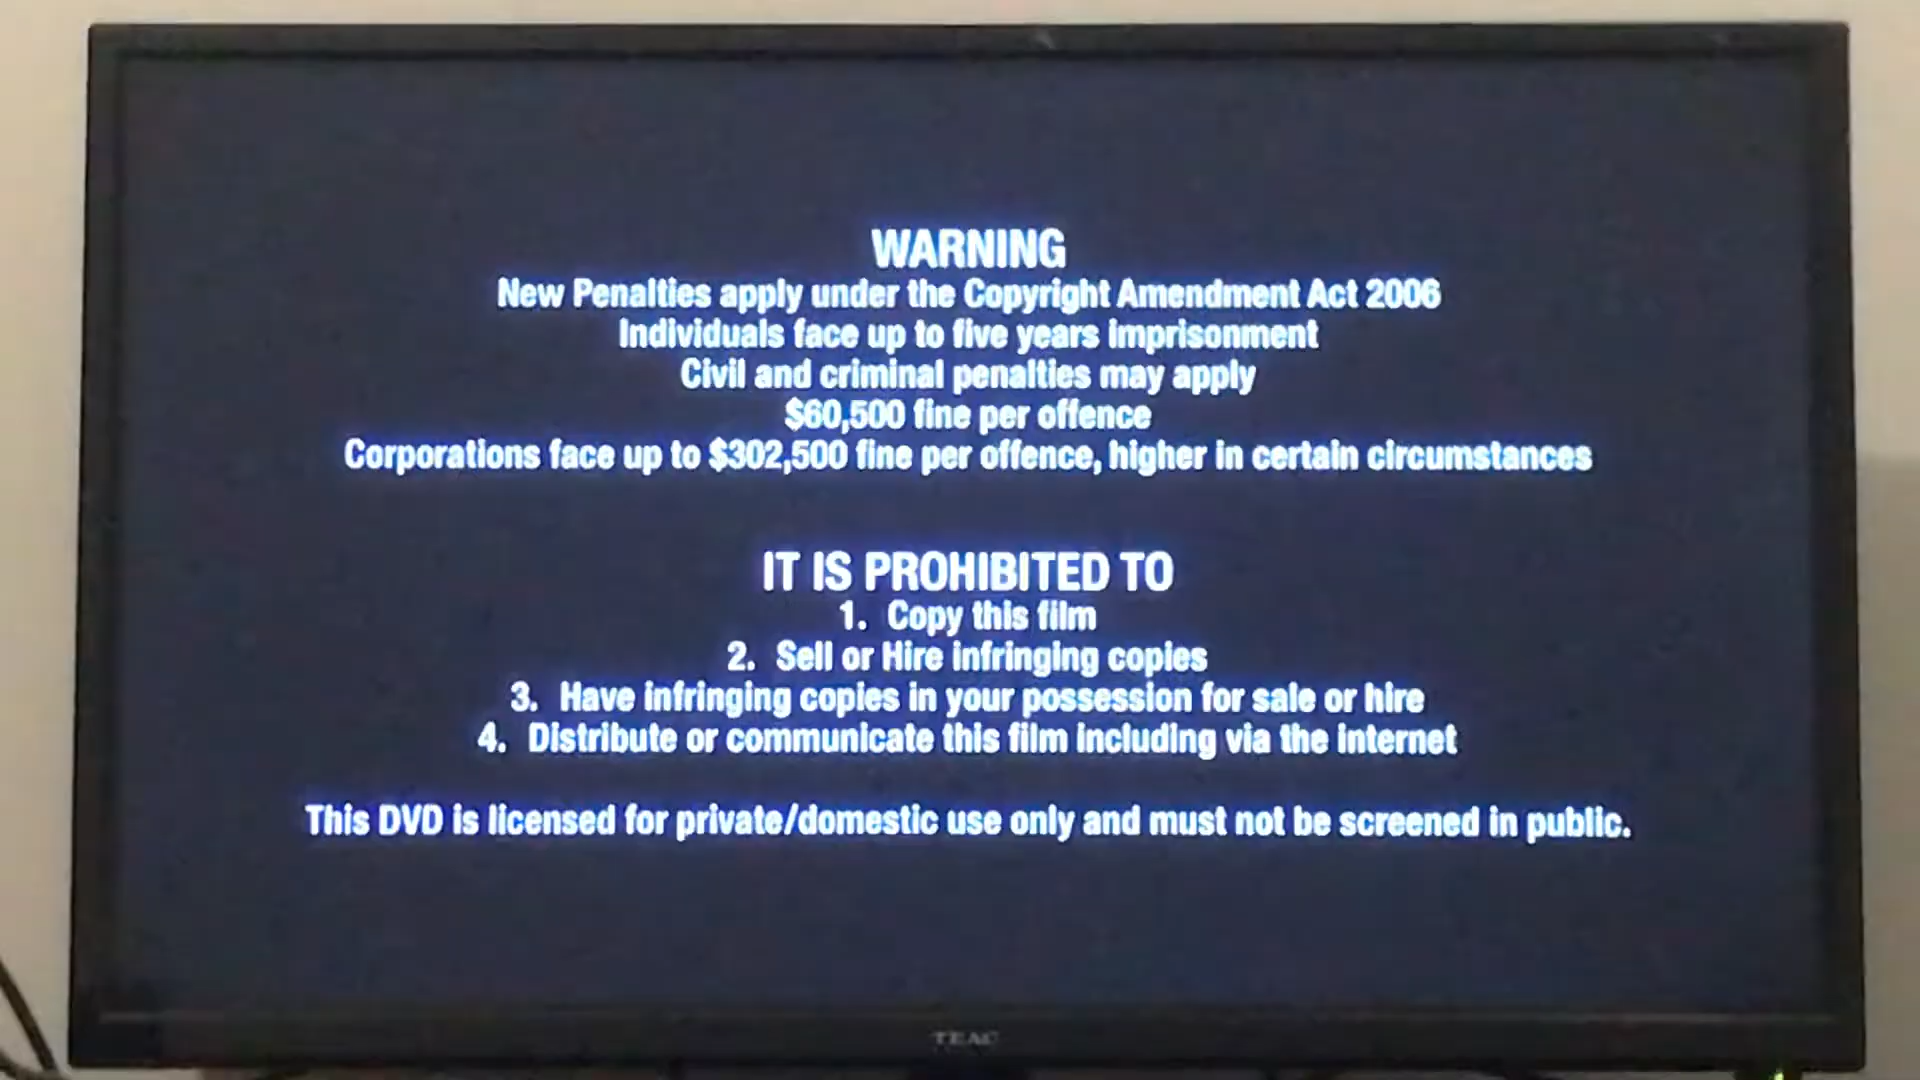 WARNING
New Penalties apply under the Copyright Amendment Act 2006
Individuals face up to five years imprisonment
Civil and criminal penalties may apply
$60,500 fine per offence
Corporations face up to $302,500 fine per offence, higher in certain circumstances
IT IS PROHIBITED TO
1. Copy this film
2. Sell or Hire infringing copies
3. Have infringing copies in your possession for sale or hire
4. Distribute or communicate this film including via the internet
This DVD is licensed for private/domestic use only and must not be screened in public.
TEAC